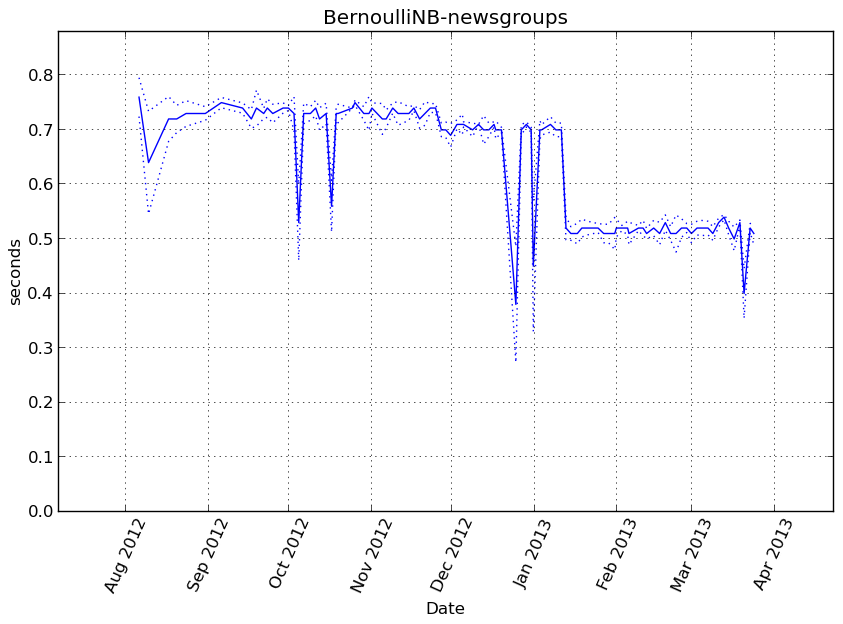 BernoulliNB-newsgroups
0.8
0.7
0.6
0.5
0.4
0.3
0.2
0.1
0.0
seconds
Aug 2012
Sep 2012
Oct 2012
Nov 2012
Dec 2012
Jan 2013
Feb 2013
Mar 2013
Apr 2013
Date